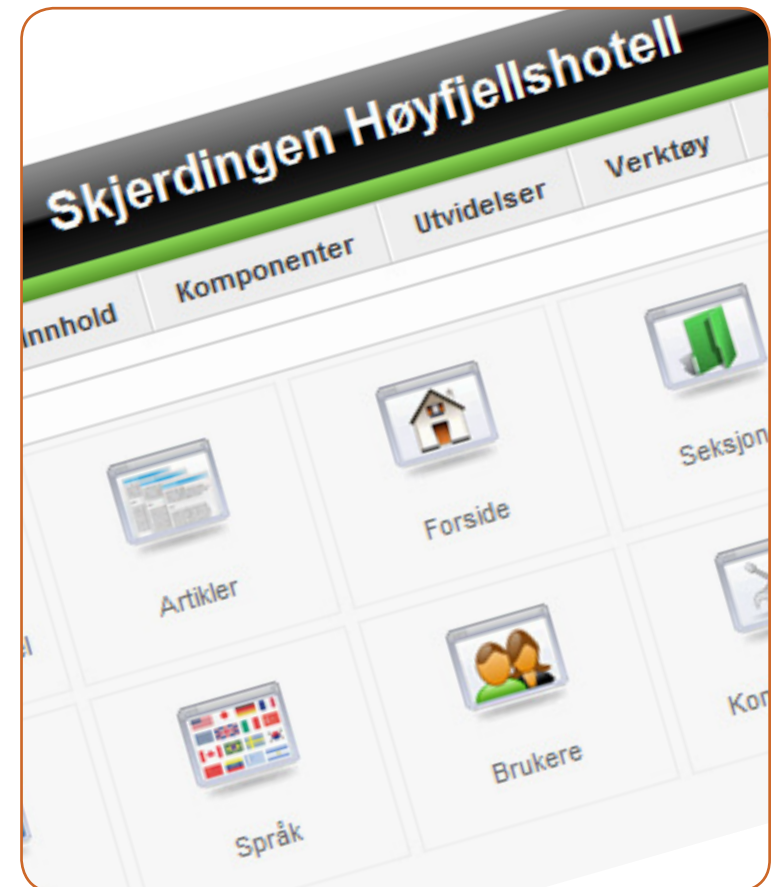 Skjerdingen Høyfjellshotell
Innhold Komponenter Utvidelser Verktøy
Artikler Forside
Språk Brukere